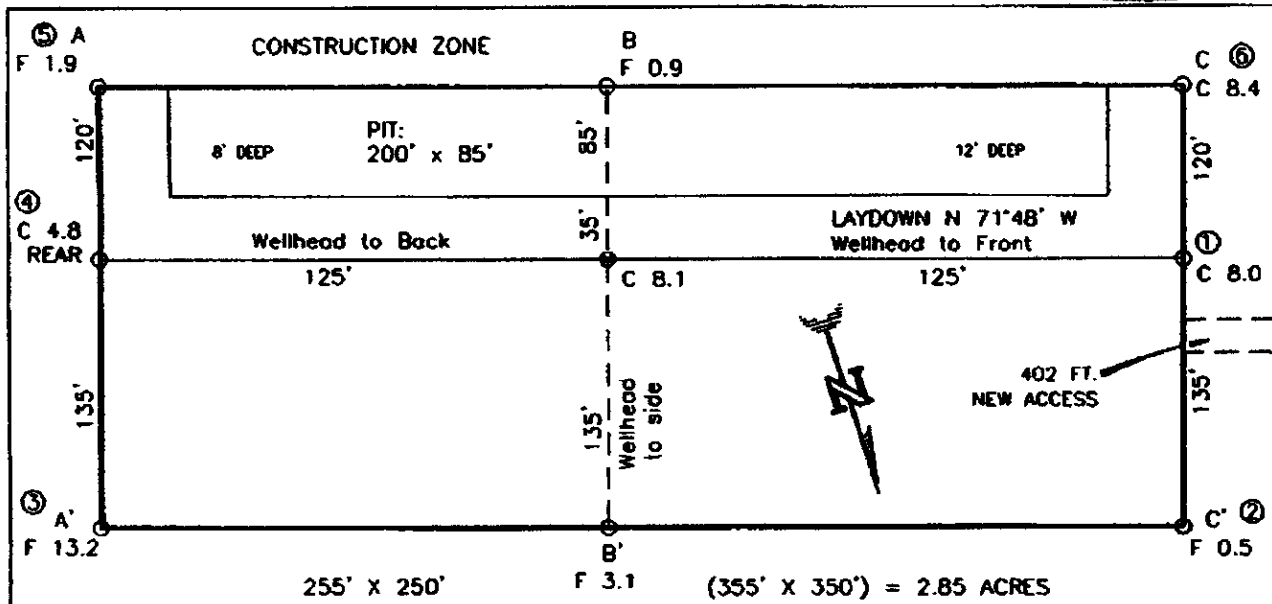 ⑤ A
F 1.9
CONSTRUCTION ZONE
B
F 0.9
C ⑥
C 8.4
120'
PIT:
200' x 85'
8' DEEP
85'
12' DEEP
120'
④
C 4.8
REAR
Wellhead to Back
125'
35'
C 8.1
LAYDOWN N 71°48' W
Wellhead to Front
125'
①
C 8.0
135'
135'
Wellhead
to side
N
402 FT.
NEW ACCESS
135'
③ A'
F 13.2
B'
F 3.1
C' ②
F 0.5
255' X 250'
(355' X 350') = 2.85 ACRES